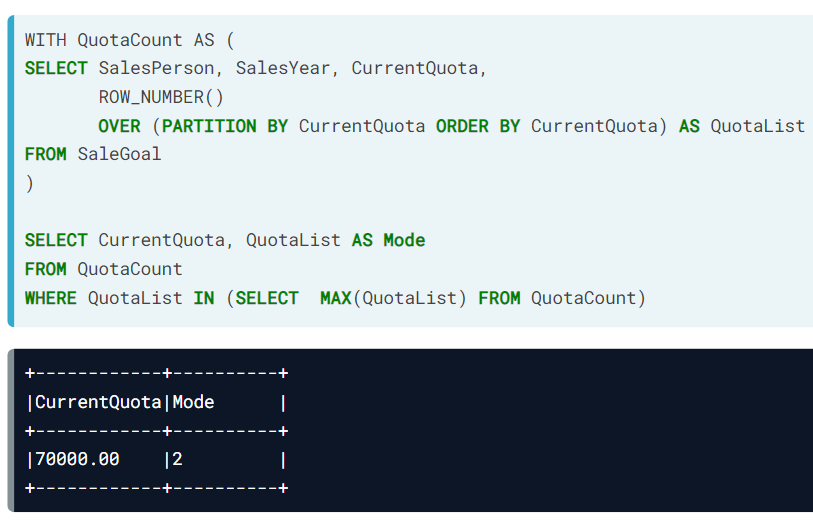 WITH QuotaCount AS (
SELECT SalesPerson, SalesYear, CurrentQuota,
       ROW_NUMBER()
       OVER (PARTITION BY CurrentQuota ORDER BY CurrentQuota) AS QuotaList
FROM SaleGoal
)

SELECT CurrentQuota, QuotaList AS Mode
FROM QuotaCount
WHERE QuotaList IN (SELECT  MAX(QuotaList) FROM QuotaCount)

+------------+----------+
|CurrentQuota|Mode      |
+------------+----------+
|70000.00    |2         |
+------------+----------+